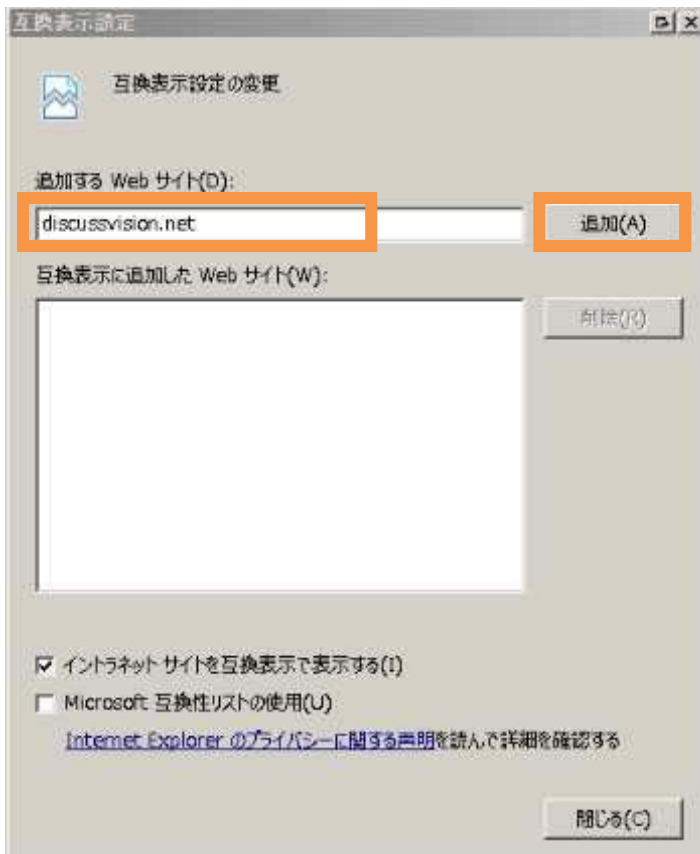 互換表示設定
互換表示設定の変更
追加する Web サイト(D):
discussvision.net
追加(A)
互換表示に追加した Web サイト(W):
削除(R)
イントラネット サイトを互換表示で表示する(I)
Microsoft 互換性リストの使用(U)
Internet Explorer のプライバシーに関する声明を読んで詳細を確認する
閉じる(C)